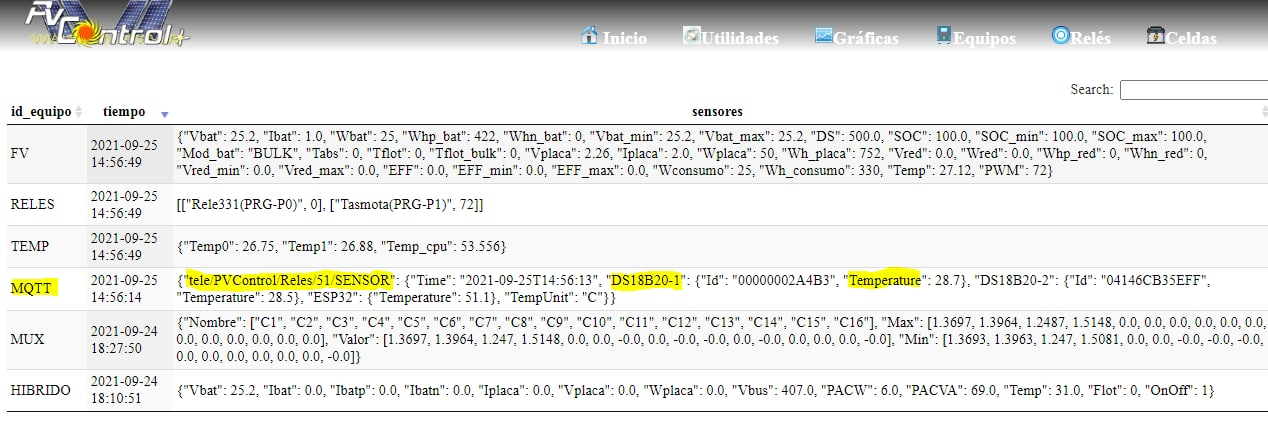 PVControl+
Inicio Utilidades Gráficas Equipos Relés Celdas
Search:
id_equipo tiempo sensores
FV 2021-09-25 14:56:49 {"Vbat": 25.2, "Ibat": 1.0, "Wbat": 25, "Whp_bat": 422, "Whn_bat": 0, "Vbat_min": 25.2, "Vbat_max": 25.2, "DS": 500.0, "SOC": 100.0, "SOC_min": 100.0, "SOC_max": 100.0,
"Mod_bat": "BULK", "Tabs": 0, "Tflot": 0, "Tflot_bulk": 0, "Vplaca": 2.26, "Iplaca": 2.0, "Wplaca": 50, "Wh_placa": 752, "Vred": 0.0, "Wred": 0.0, "Whp_red": 0, "Whn_red": 0,
"Vred_min": 0.0, "Vred_max": 0.0, "EFF": 0.0, "EFF_min": 0.0, "EFF_max": 0.0, "Wconsumo": 25, "Wh_consumo": 330, "Temp": 27.12, "PWM": 72}
RELES 2021-09-25 14:56:49 [["Rele331(PRG-P0)", 0], ["Tasmota(PRG-P1)", 72]]
TEMP 2021-09-25 14:56:49 {"Temp0": 26.75, "Temp1": 26.88, "Temp_cpu": 53.556}
MQTT 2021-09-25 14:56:14 {"tele/PVControl/Reles/51/SENSOR": {"Time": "2021-09-25T14:56:13", "DS18B20-1": {"Id": "00000002A4B3", "Temperature": 28.7}, "DS18B20-2": {"Id": "04146CB35EFF",
"Temperature": 28.5}, "ESP32": {"Temperature": 51.1}, "TempUnit": "C"}}
MUX 2021-09-24 18:27:50 {"Nombre": ["C1", "C2", "C3", "C4", "C5", "C6", "C7", "C8", "C9", "C10", "C11", "C12", "C13", "C14", "C15", "C16"], "Max": [1.3697, 1.3964, 1.2487, 1.5148, 0.0, 0.0, 0.0, 0.0, 0.0,
0.0, 0.0, 0.0, 0.0, 0.0, 0.0], "Valor": [1.3697, 1.3964, 1.247, 1.5148, 0.0, 0.0, -0.0, 0.0, -0.0, -0.0, 0.0, -0.0, 0.0, 0.0, 0.0, -0.0], "Min": [1.3693, 1.3963, 1.247, 1.5081, 0.0, 0.0, -0.0, -0.0, -0.0,
-0.0, 0.0, 0.0, 0.0, 0.0, 0.0, -0.0]}
HIBRIDO 2021-09-24 18:10:51 {"Vbat": 25.2, "Ibat": 0.0, "Ibatp": 0.0, "Ibatn": 0.0, "Iplaca": 0.0, "Vplaca": 0.0, "Wplaca": 0.0, "Vbus": 407.0, "PACW": 6.0, "PACVA": 69.0, "Temp": 31.0, "Flot": 0, "OnOff": 1}